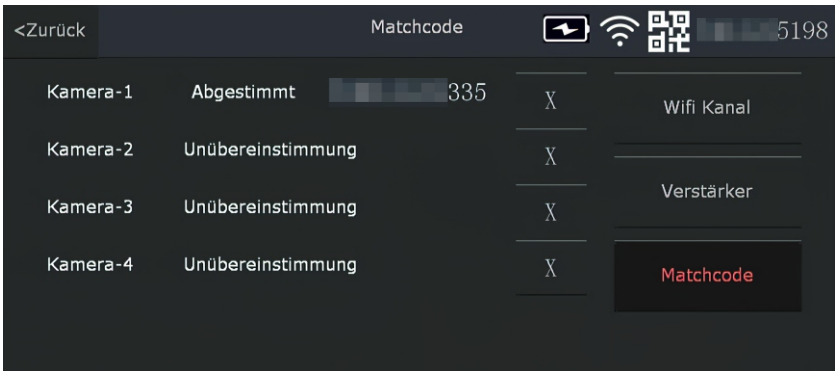 <Zurück Matchcode 5198
Kamera-1 Abgestimmt 335 X
Wifi Kanal
Kamera-2 Unübereinstimmung X
Verstärker
Kamera-3 Unübereinstimmung X
Kamera-4 Unübereinstimmung X
Matchcode